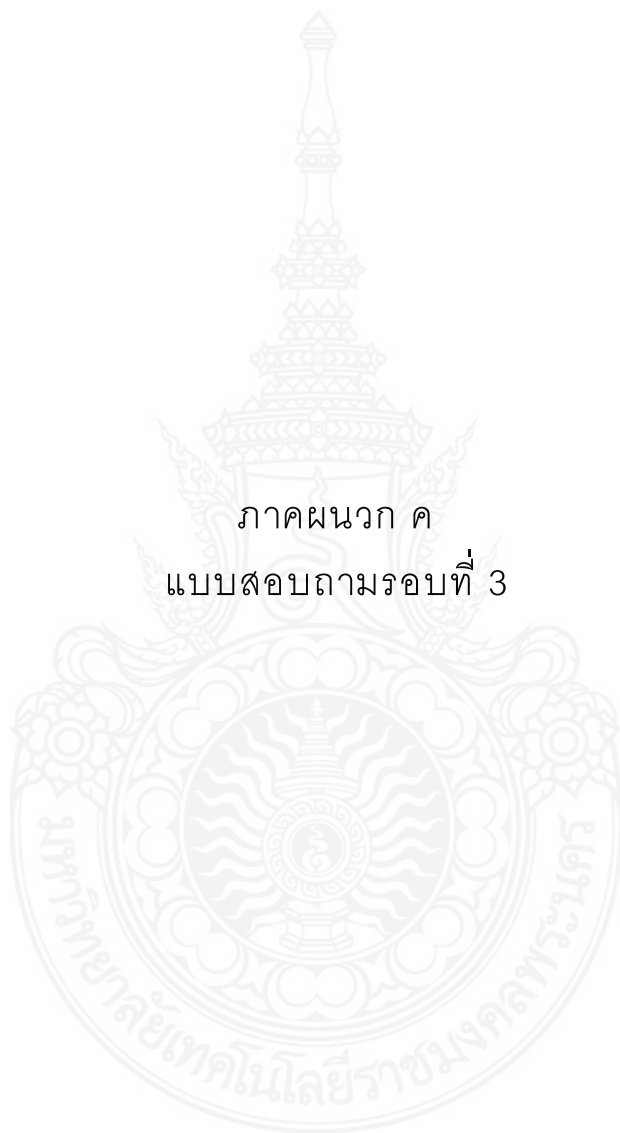 ภาคผนวก ค
แบบสอบถามรอบที่ 3
มหาวิทยาลัยเทคโนโลยีราชมงคลพระนคร